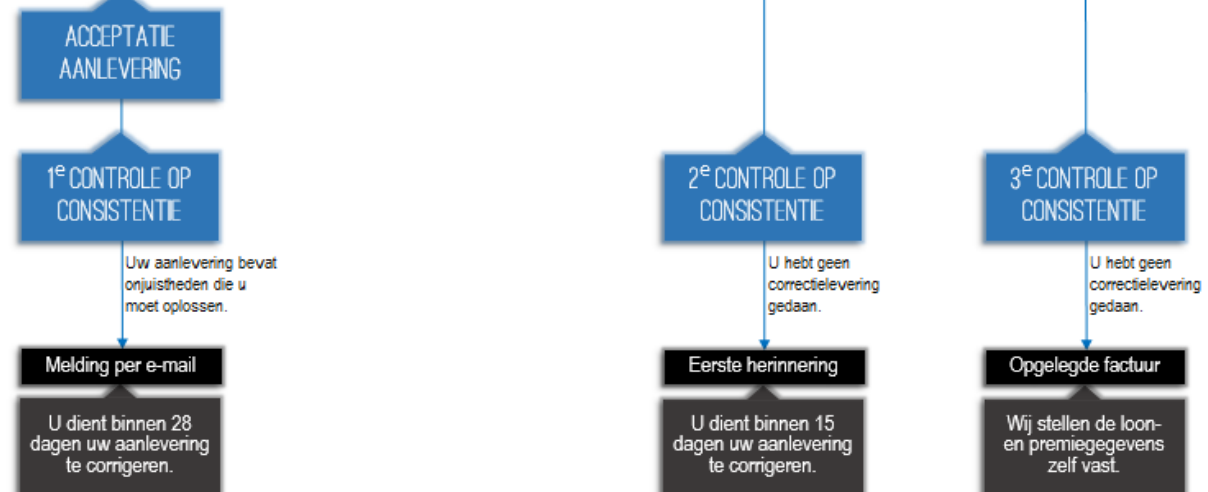 ACCEPTATIE
AANLEVERING
1e CONTROLE OP
CONSISTENTIE
Uw aanlevering bevat
onjuistheden die u
moet oplossen.
Melding per e-mail
U dient binnen 28
dagen uw aanlevering
te corrigeren.
2e CONTROLE OP
CONSISTENTIE
U hebt geen
correctielevering
gedaan.
Eerste herinnering
U dient binnen 15
dagen uw aanlevering
te corrigeren.
3e CONTROLE OP
CONSISTENTIE
U hebt geen
correctielevering
gedaan.
Opgelegde factuur
Wij stellen de loon-
en premiegegevens
zelf vast.